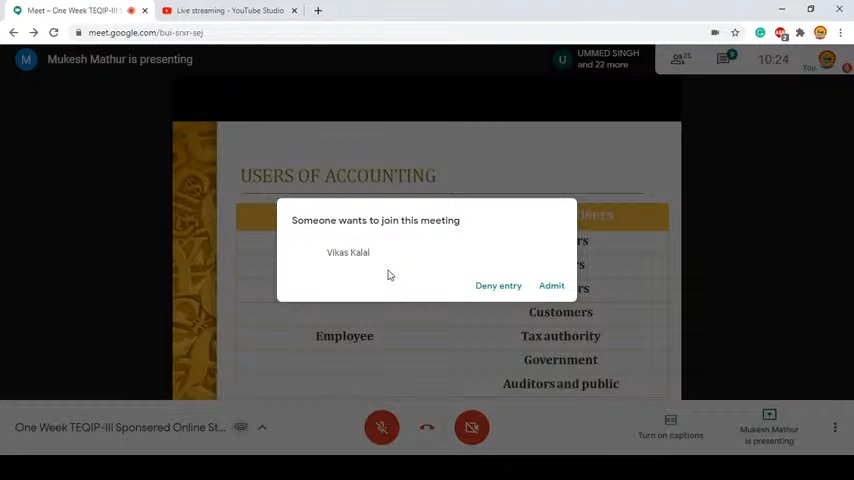 Meet – One Week TEQIP-III S
Live streaming - YouTube Studio
meet.google.com/bui-srxr-sej
M
Mukesh Mathur is presenting
U
UMMED SINGH
and 22 more
25
9
10:24
You
USERS OF ACCOUNTING
Someone wants to join this meeting
Vikas Kalal
Deny entry
Admit
Customers
Employee
Tax authority
Government
Auditors and public
One Week TEQIP-III Sponsered Online St...
Turn on captions
Mukesh Mathur
is presenting